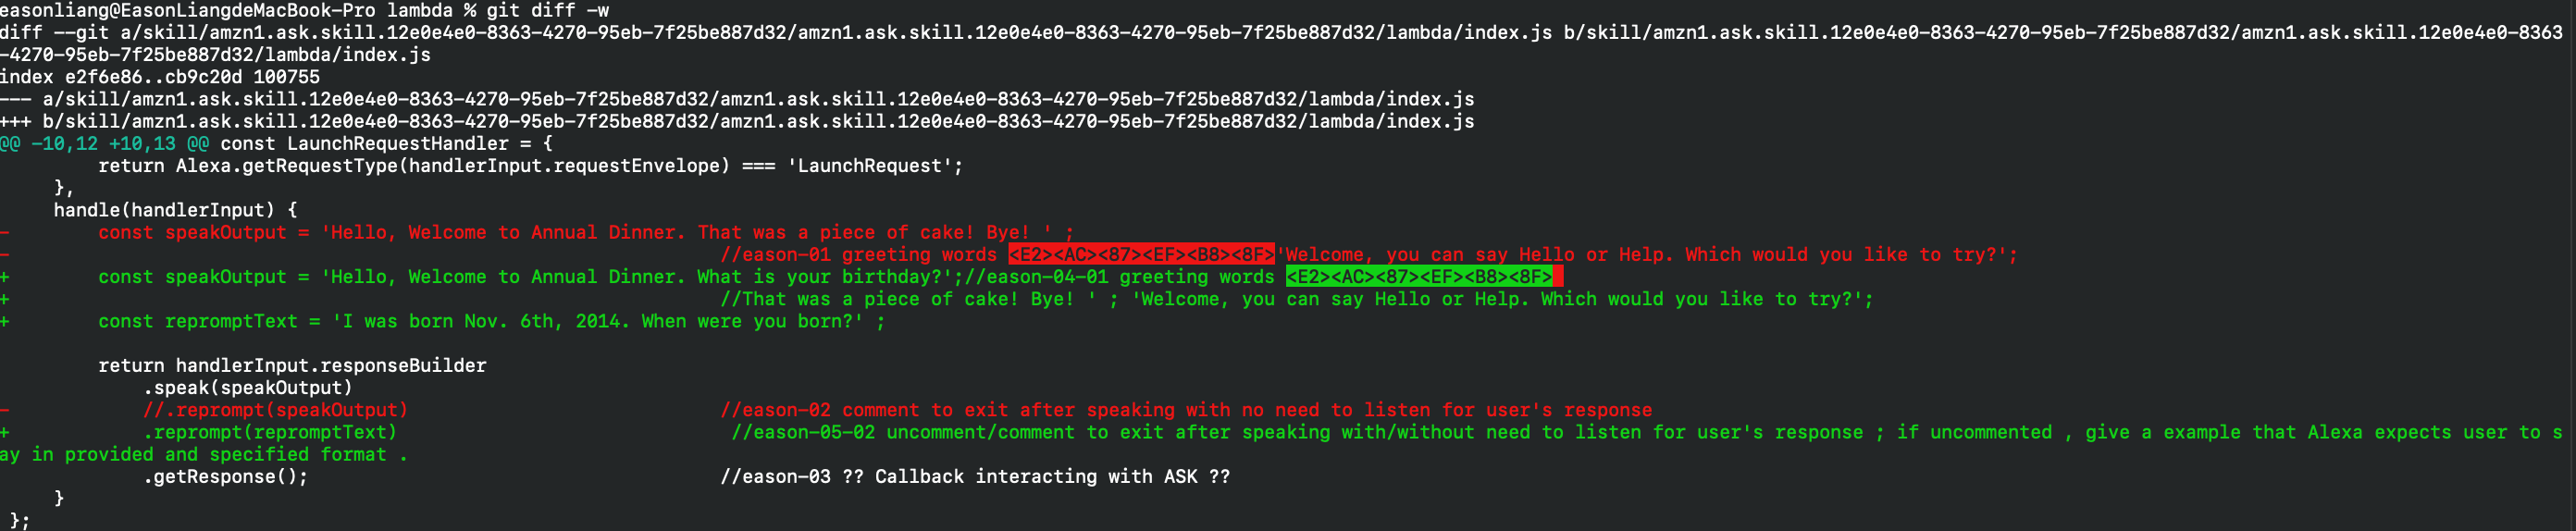 easonliang@EasonLiangdeMacBook-Pro lambda % git diff -w
diff --git a/skill/amzn1.ask.skill.12e0e4e0-8363-4270-95eb-7f25be887d32/amzn1.ask.skill.12e0e4e0-8363-4270-95eb-7f25be887d32/lambda/index.js b/skill/amzn1.ask.skill.12e0e4e0-8363-4270-95eb-7f25be887d32/amzn1.ask.skill.12e0e4e0-8363
-4270-95eb-7f25be887d32/lambda/index.js
index e2f6e86..cb9c20d 100755
--- a/skill/amzn1.ask.skill.12e0e4e0-8363-4270-95eb-7f25be887d32/amzn1.ask.skill.12e0e4e0-8363-4270-95eb-7f25be887d32/lambda/index.js
+++ b/skill/amzn1.ask.skill.12e0e4e0-8363-4270-95eb-7f25be887d32/amzn1.ask.skill.12e0e4e0-8363-4270-95eb-7f25be887d32/lambda/index.js
@@ -10,12 +10,13 @@ const LaunchRequestHandler = {
         return Alexa.getRequestType(handlerInput.requestEnvelope) === 'LaunchRequest';
     },
     handle(handlerInput) {
-        const speakOutput = 'Hello, Welcome to Annual Dinner. That was a piece of cake! Bye! ' ;
-                                                                //eason-01 greeting words <E2><AC><87><EF><B8><8F>'Welcome, you can say Hello or Help. Which would you like to try?';
+        const speakOutput = 'Hello, Welcome to Annual Dinner. What is your birthday?';//eason-04-01 greeting words <E2><AC><87><EF><B8><8F>
+                                                                //That was a piece of cake! Bye! ' ; 'Welcome, you can say Hello or Help. Which would you like to try?';
+        const repromptText = 'I was born Nov. 6th, 2014. When were you born?' ;
         return handlerInput.responseBuilder
             .speak(speakOutput)
-            //.reprompt(speakOutput)                            //eason-02 comment to exit after speaking with no need to listen for user's response
+            .reprompt(repromptText)                              //eason-05-02 uncomment/comment to exit after speaking with/without need to listen for user's response ; if uncommented , give a example that Alexa expects user to s
ay in provided and specified format .
             .getResponse();                                     //eason-03 ?? Callback interacting with ASK ??
     }
 };